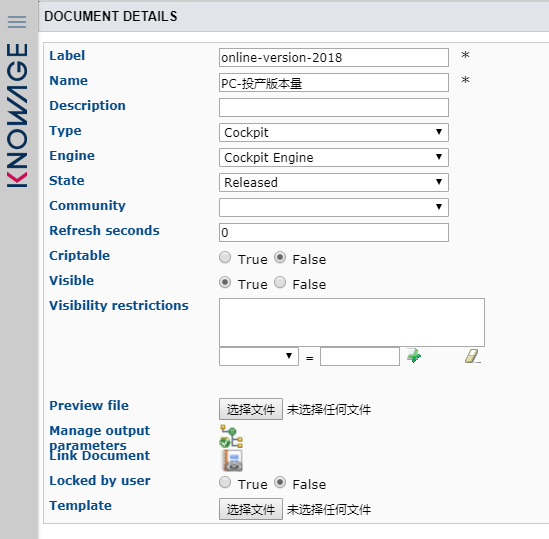 KNOWAGE
DOCUMENT DETAILS
Label online-version-2018 *
Name PC-投产版本量 *
Description
Type Cockpit
Engine Cockpit Engine
State Released
Community
Refresh seconds 0
Criptable True False
Visible True False
Visibility restrictions
=
Preview file 选择文件 未选择任何文件
Manage output
parameters
Link Document
Locked by user True False
Template 选择文件 未选择任何文件